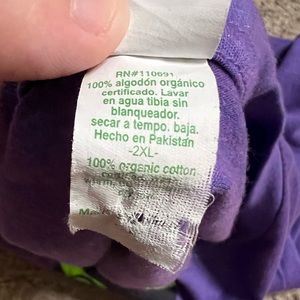 RN#110691
100% algodón orgánico
certificado. Lavar
en agua tibia sin
blanqueador.
secar a tempo. baja.
Hecho en Pakistán
-2XL-
100% organic cotton